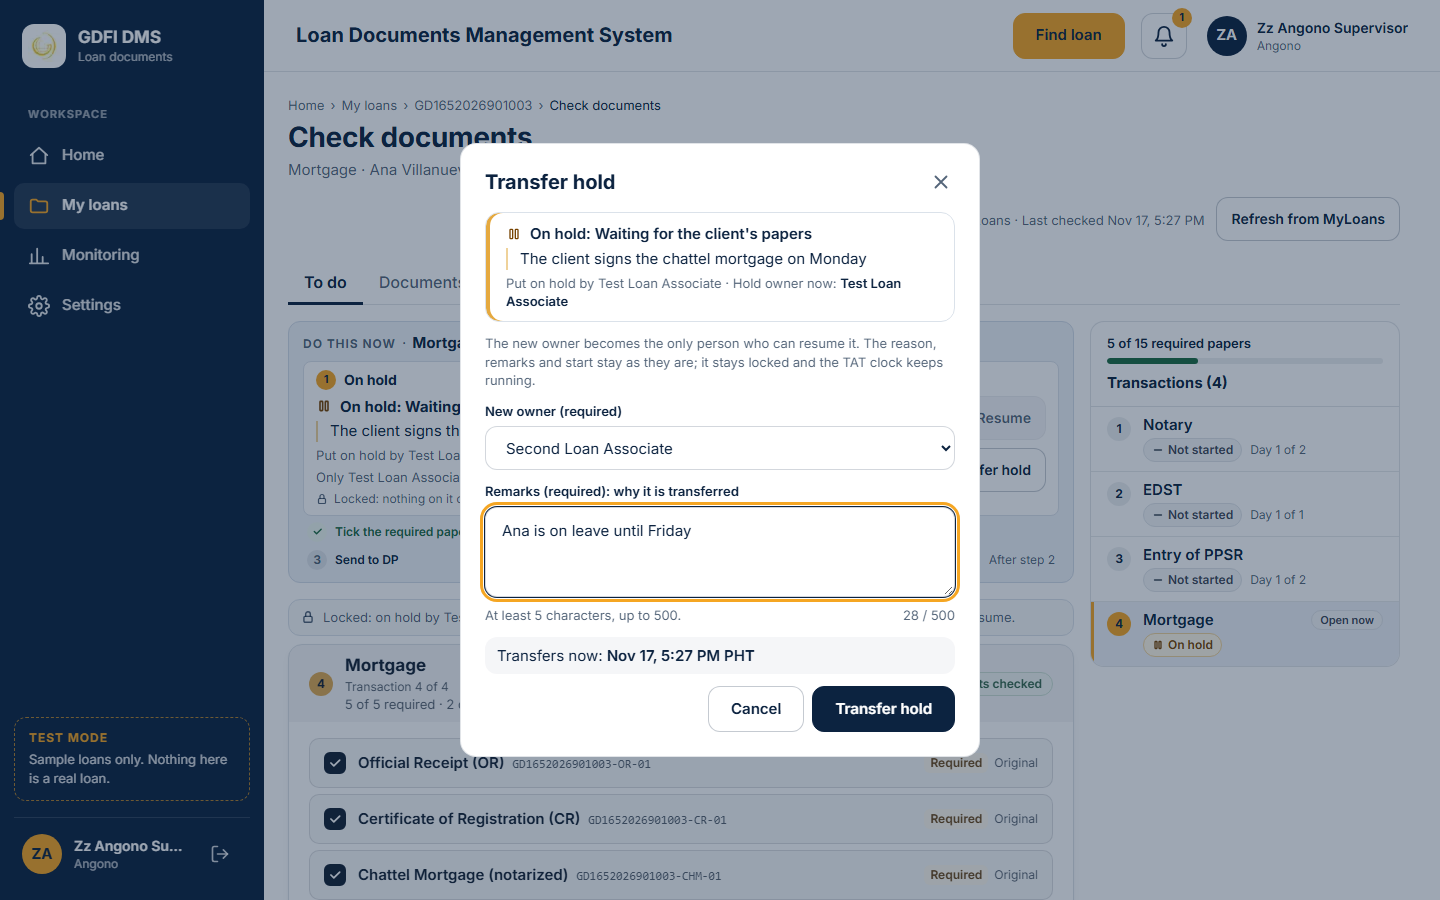 GDFI DMS
Loan documents
WORKSPACE
Home
My loans
Monitoring
Settings
TEST MODE
Sample loans only. Nothing here
is a real loan.
ZA
Zz Angono Su...
Angono
Loan Documents Management System
Find loan
1
ZA
Zz Angono Supervisor
Angono
Home › My loans › GD1652026901003 › Check documents
Check documents
Mortgage · Ana
Last checked Nov 17, 5:27 PM
Refresh from MyLoans
To do
DO THIS NOW ·
1 On hold
On hold: Waiting
The client signs th
Put on hold by Test
Only Test Loan
Locked: nothing on it
Resume
hold
Tick the required
3 Send to DP
After step 2
Locked: on hold by
4
Mortgage
Transaction 4 of 4
5 of 5 required · 2
checked
Official Receipt (OR) GD1652026901003-OR-01 Required Original
Certificate of Registration (CR) GD1652026901003-CR-01 Required Original
Chattel Mortgage (notarized) GD1652026901003-CHM-01 Required Original
5 of 15 required papers
Transactions (4)
1 Notary
– Not started Day 1 of 2
2 EDST
– Not started Day 1 of 1
3 Entry of PPSR
– Not started Day 1 of 2
4 Mortgage Open now
On hold
Transfer hold
On hold: Waiting for the client's papers
The client signs the chattel mortgage on Monday
Put on hold by Test Loan Associate · Hold owner now: Test Loan
Associate
The new owner becomes the only person who can resume it. The reason,
remarks and start stay as they are; it stays locked and the TAT clock keeps
running.
New owner (required)
Second Loan Associate
Remarks (required): why it is transferred
Ana is on leave until Friday
At least 5 characters, up to 500. 28 / 500
Transfers now: Nov 17, 5:27 PM PHT
Cancel
Transfer hold